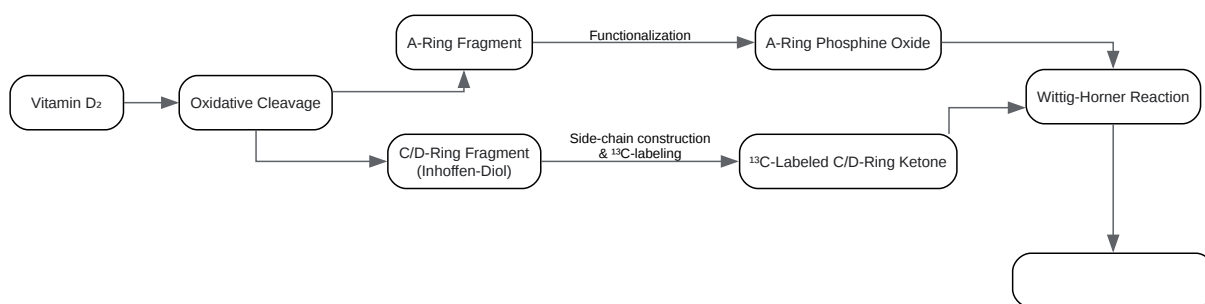 Vitamin D₂
Oxidative Cleavage
A-Ring Fragment
Functionalization
A-Ring Phosphine Oxide
C/D-Ring Fragment
(Inhoffen-Diol)
Side-chain construction
& ¹³C-labeling
¹³C-Labeled C/D-Ring Ketone
Wittig-Horner Reaction